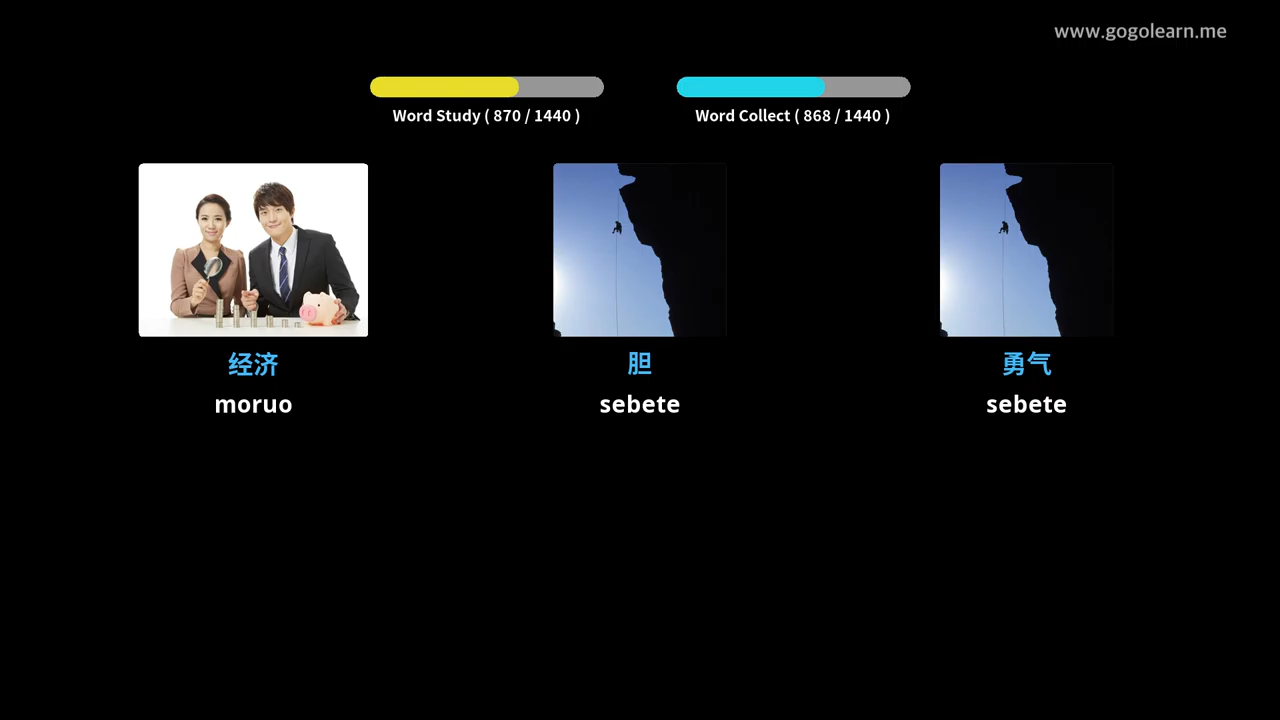 www.gogolearn.me
Word Study ( 870 / 1440 )
Word Collect ( 868 / 1440 )
经济
moruo
胆
sebete
勇气
sebete